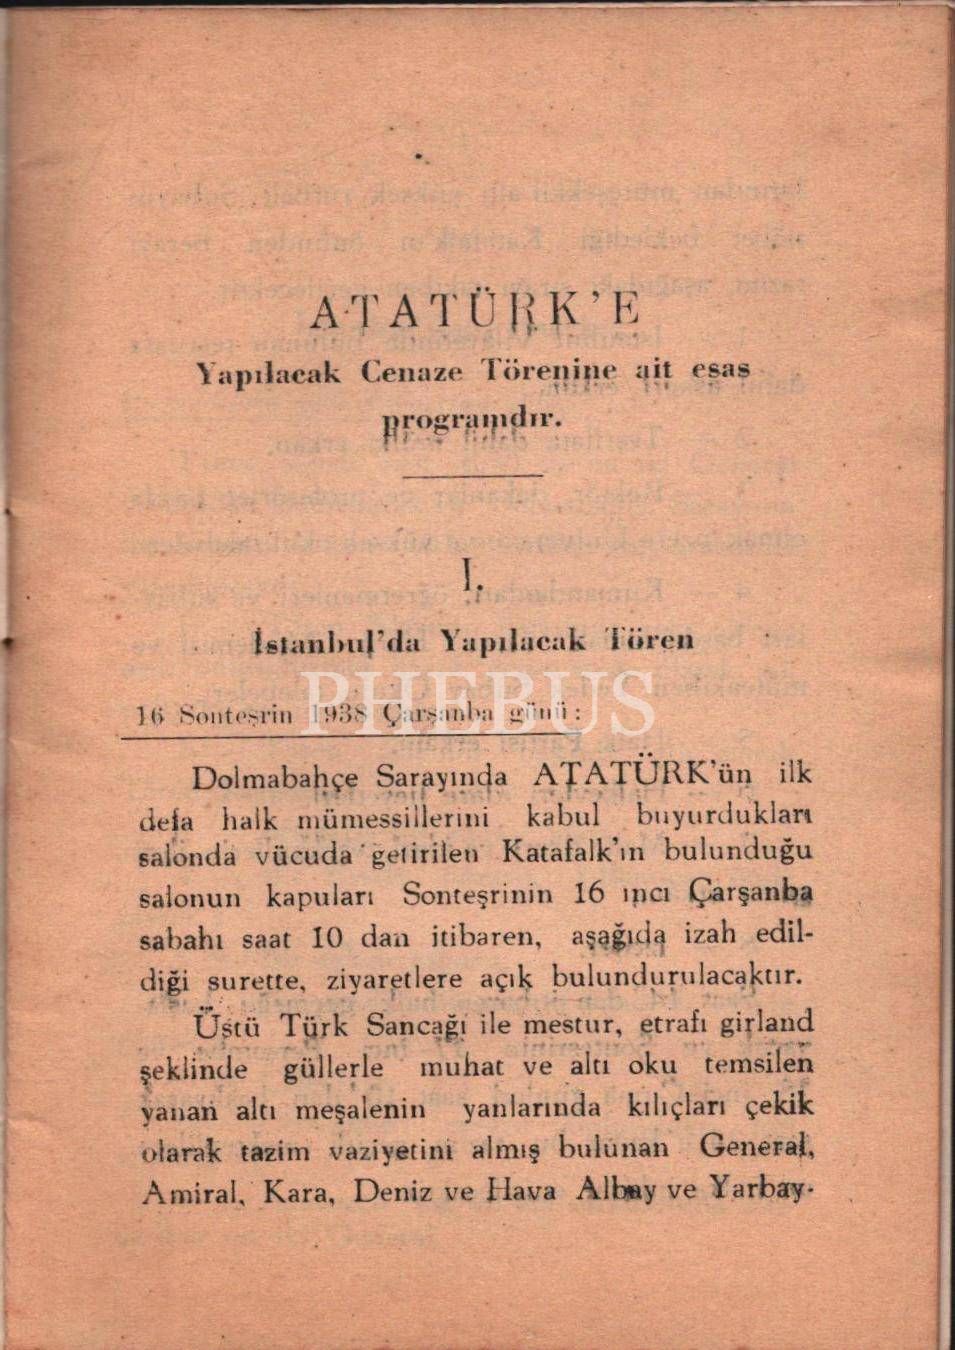 ATATÜRK'E
Yapılacak Cenaze Törenine ait esas
programdır.
I.
İstanbul'da Yapılacak Tören
PHEBUS
16 Sonteşrin 1938 Çarşanba günü :
Dolmabahçe Sarayında ATATÜRK'ün ilk
defa halk mümessillerini kabul buyurdukları
salonda vücuda getirilen Katafalk'ın bulunduğu
salonun kapuları Sonteşrinin 16 ıncı Çarşanba
sabahı saat 10 dan itibaren, aşağıda izah edil-
diği surette, ziyaretlere açık bulundurulacaktır.
Üstü Türk Sancağı ile mestur, etrafı girland
şeklinde güllerle muhat ve altı oku temsilen
yanan altı meşalenin yanlarında kılıçları çekik
olarak tazim vaziyetini almış bulunan General,
Amiral, Kara, Deniz ve Hava Albay ve Yarbay-